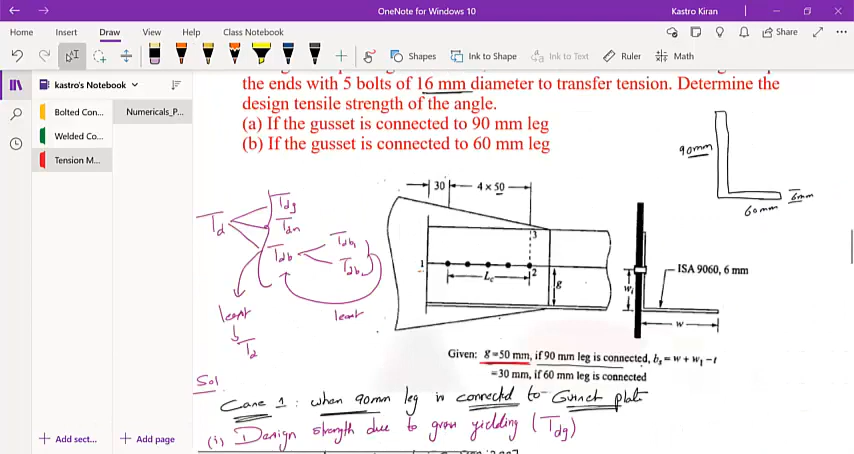 OneNote for Windows 10
Kastro Kiran
Home Insert Draw View Help Class Notebook
Share
Shapes Ink to Shape Ink to Text Ruler Math
kastro's Notebook
Bolted Con...
Welded Co...
Tension M...
Numericals_P...
Add sect... Add page
the ends with 5 bolts of 16 mm diameter to transfer tension. Determine the
design tensile strength of the angle.
(a) If the gusset is connected to 90 mm leg
(b) If the gusset is connected to 60 mm leg
90mm
6mm
60mm
30 4 x 50
Td
Tdg
Tdn
Tdb
Tdb1
Tdb2
least
Td
least
1
3
2
Lc
g
w1
w
ISA 9060, 6 mm
Given: g=50 mm, if 90 mm leg is connected, bs = w + w1 – t
=30 mm, if 60 mm leg is connected
Sol
Case 1: when 90mm leg is connected to Gusset plate
(i) Design strength due to gross yielding (Tdg)